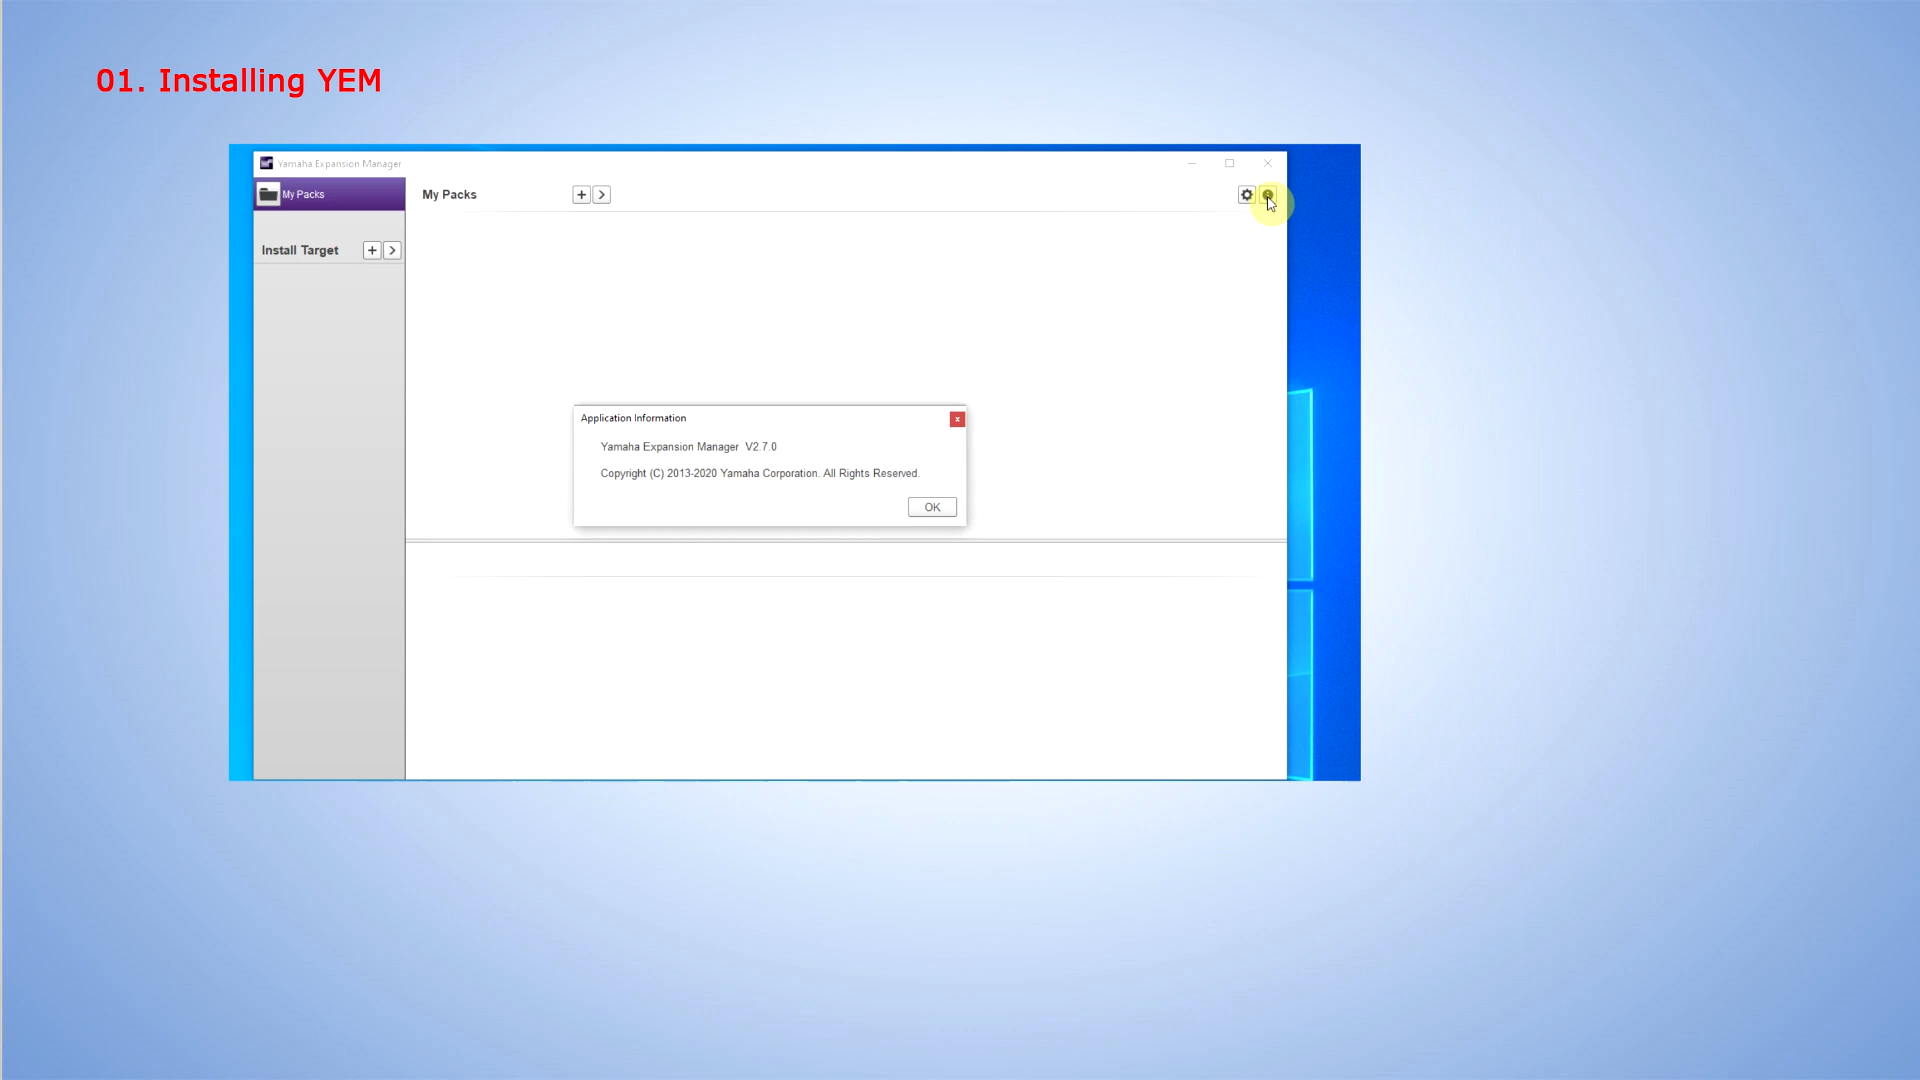 01. Installing YEM
Yamaha Expansion Manager
My Packs
My Packs
Install Target
Application Information
Yamaha Expansion Manager V2.7.0
Copyright (C) 2013-2020 Yamaha Corporation. All Rights Reserved.
OK